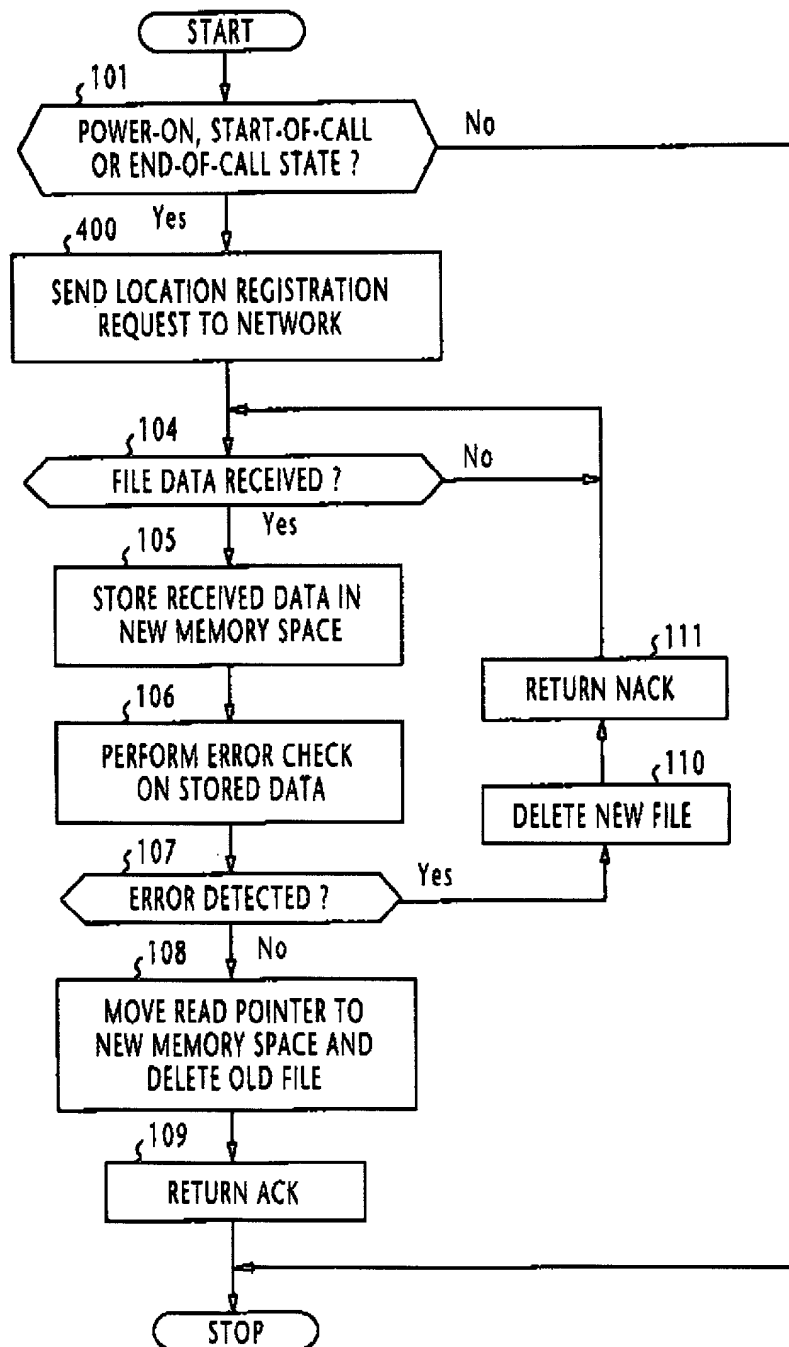 START
101
POWER-ON, START-OF-CALL
OR END-OF-CALL STATE ?
No
Yes
400
SEND LOCATION REGISTRATION
REQUEST TO NETWORK
104
FILE DATA RECEIVED ?
No
Yes
105
STORE RECEIVED DATA IN
NEW MEMORY SPACE
111
RETURN NACK
106
PERFORM ERROR CHECK
ON STORED DATA
110
DELETE NEW FILE
107
ERROR DETECTED ?
Yes
No
108
MOVE READ POINTER TO
NEW MEMORY SPACE AND
DELETE OLD FILE
109
RETURN ACK
STOP